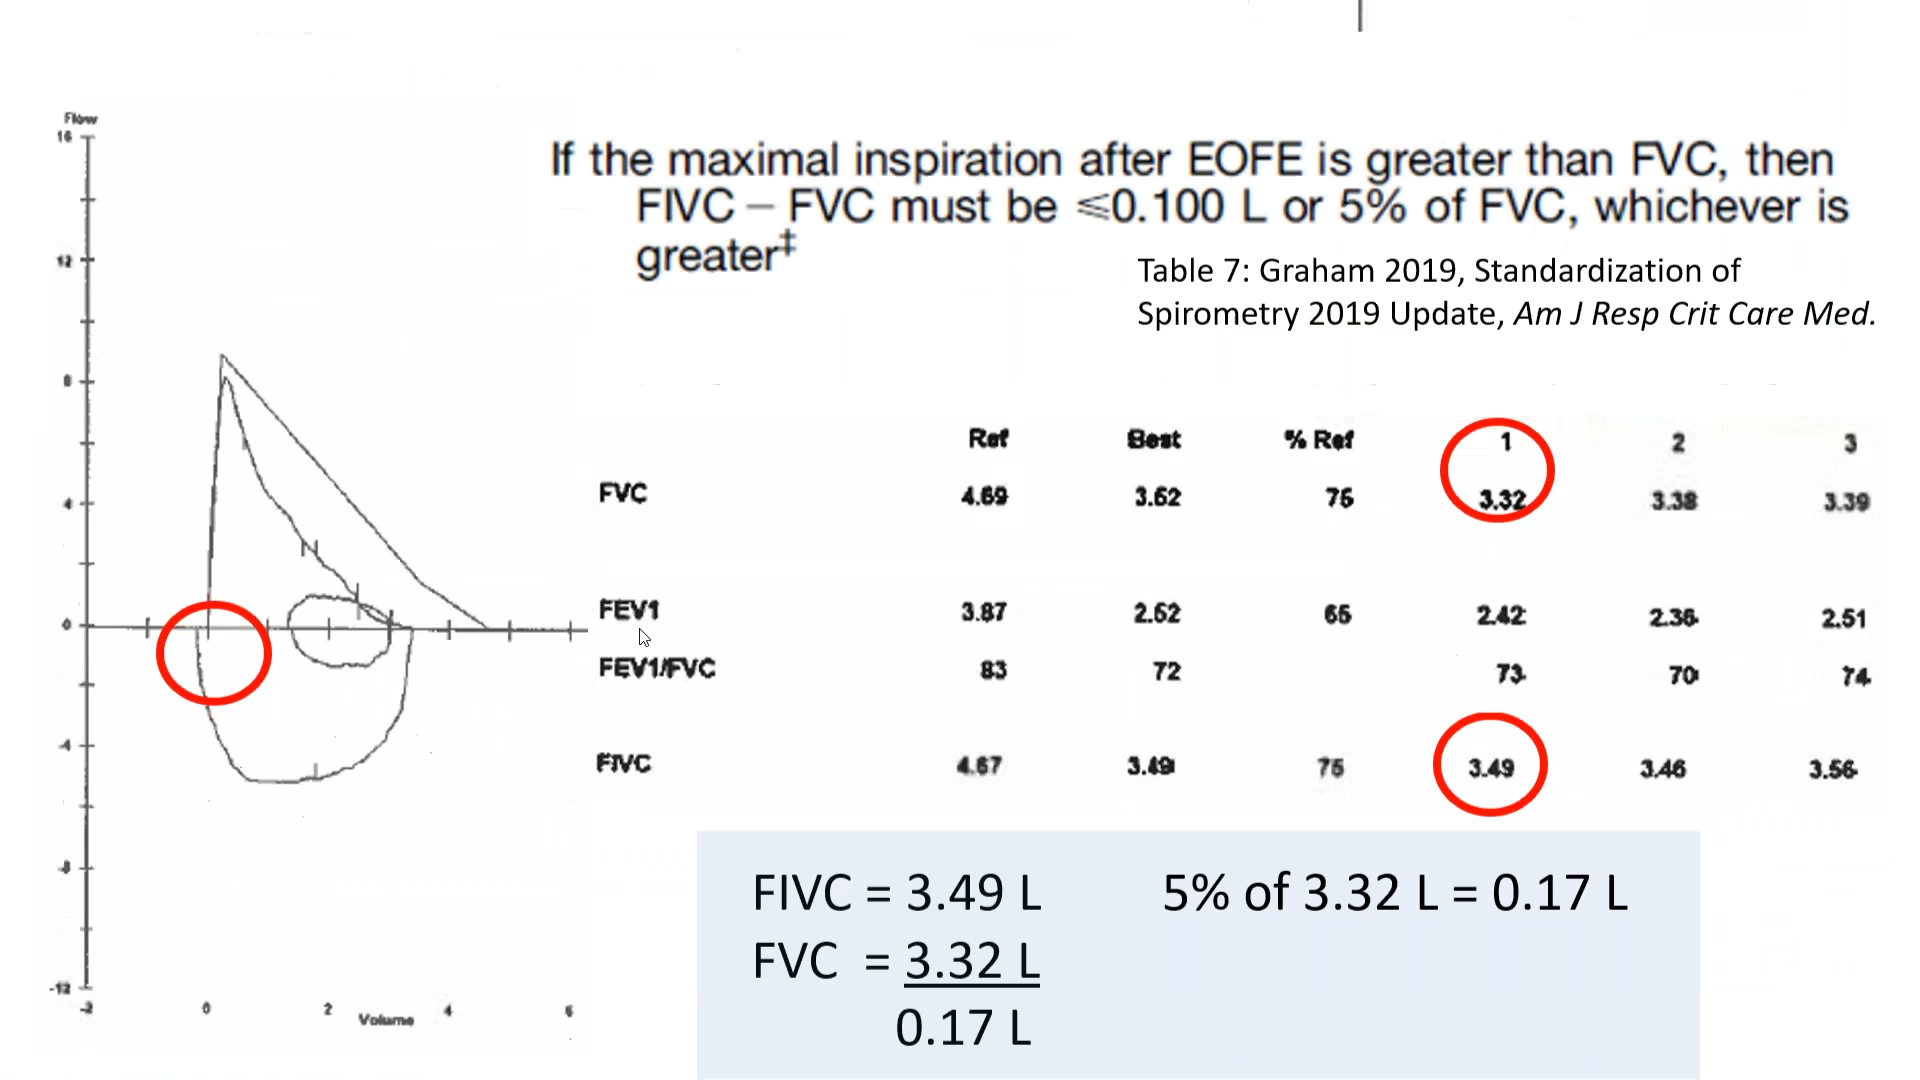 If the maximal inspiration after EOFE is greater than FVC, then
FIVC – FVC must be ⩽0.100 L or 5% of FVC, whichever is
greater‡
Table 7: Graham 2019, Standardization of
Spirometry 2019 Update, Am J Resp Crit Care Med.
Flow
16
12
8
4
0
-4
-8
-12
-2 0 2 4 6
Volume
Ref Best % Ref 1 2 3
FVC 4.69 3.52 75 3.32 3.38 3.39
FEV1 3.87 2.52 65 2.42 2.36 2.51
FEV1/FVC 83 72 73 70 74
FIVC 4.67 3.49 75 3.49 3.46 3.56
FIVC = 3.49 L 5% of 3.32 L = 0.17 L
FVC = 3.32 L
0.17 L